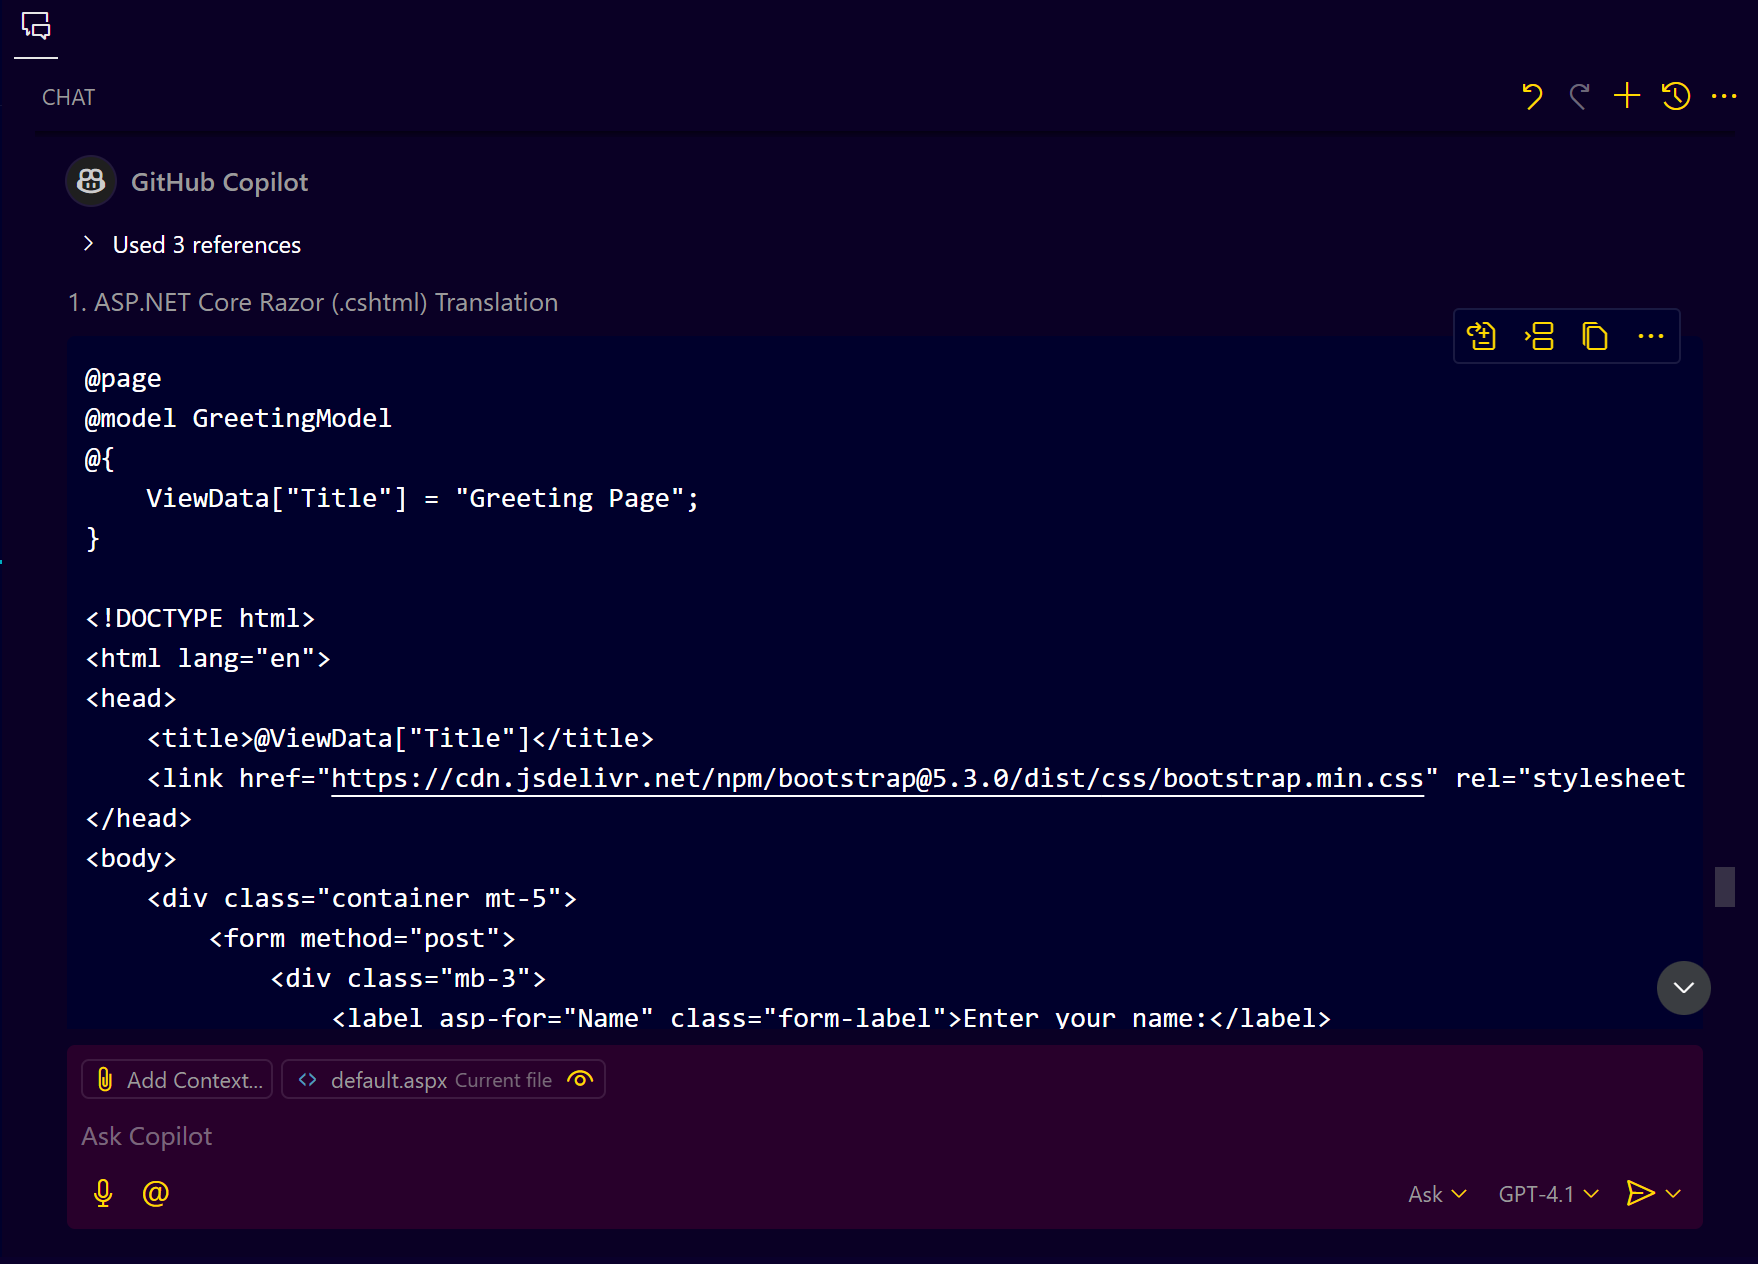 CHAT
GitHub Copilot
Used 3 references
1. ASP.NET Core Razor (.cshtml) Translation
@page
@model GreetingModel
@{
    ViewData["Title"] = "Greeting Page";
}

<!DOCTYPE html>
<html lang="en">
<head>
    <title>@ViewData["Title"]</title>
    <link href="https://cdn.jsdelivr.net/npm/bootstrap@5.3.0/dist/css/bootstrap.min.css" rel="stylesheet
</head>
<body>
    <div class="container mt-5">
        <form method="post">
            <div class="mb-3">
                <label asp-for="Name" class="form-label">Enter your name:</label>
Add Context... default.aspx Current file
Ask Copilot
@ Ask GPT-4.1